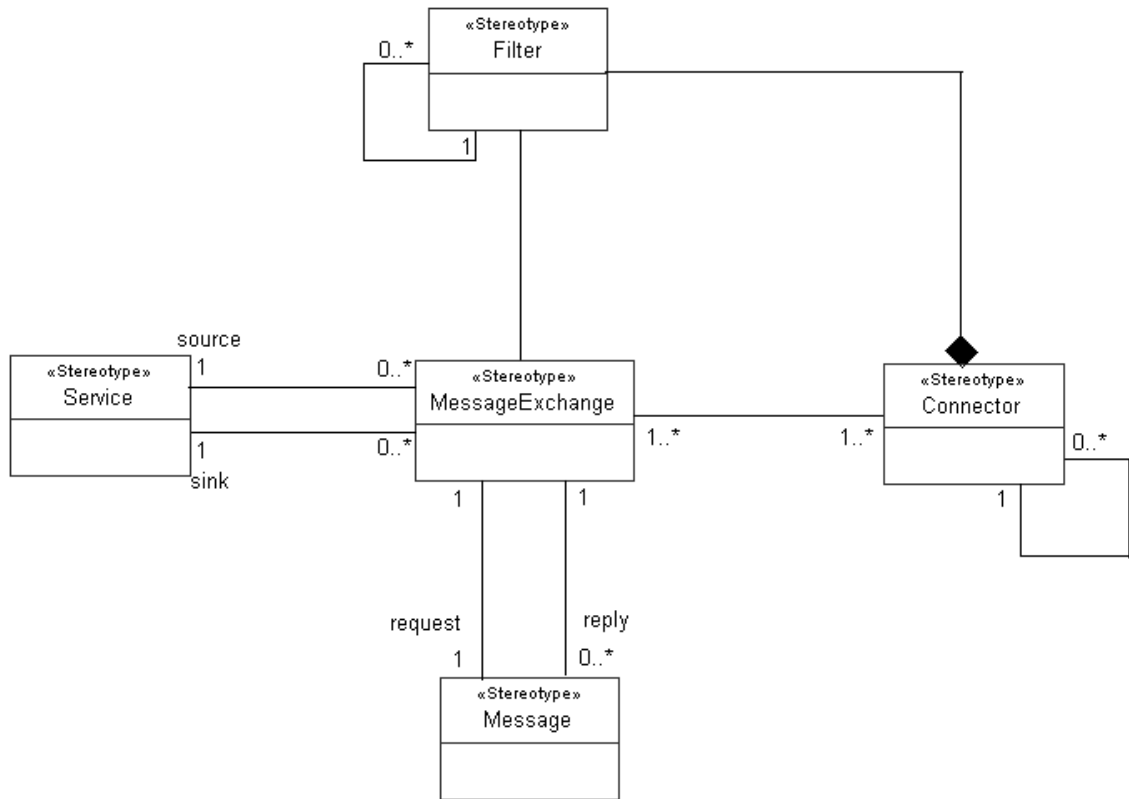 «Stereotype»
Filter
0..*
1
source
1
0..*
«Stereotype»
Service
«Stereotype»
MessageExchange
«Stereotype»
Connector
1
sink
0..*
1..*
1..*
0..*
1
1
1
request
reply
1
0..*
«Stereotype»
Message